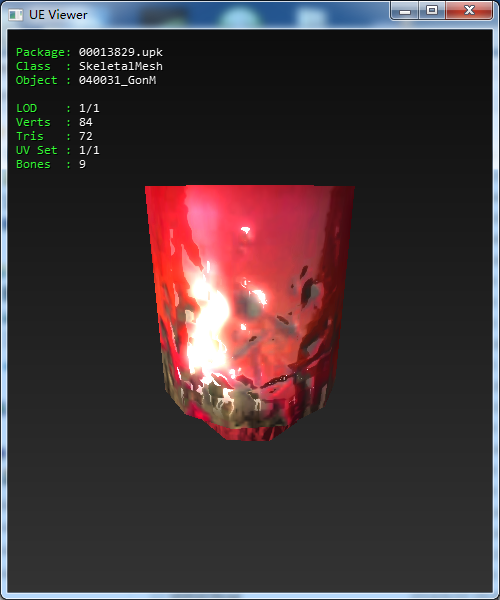 UE Viewer
Package: 00013829.upk
Class  : SkeletalMesh
Object : 040031_GonM
LOD    : 1/1
Verts  : 84
Tris   : 72
UV Set : 1/1
Bones  : 9